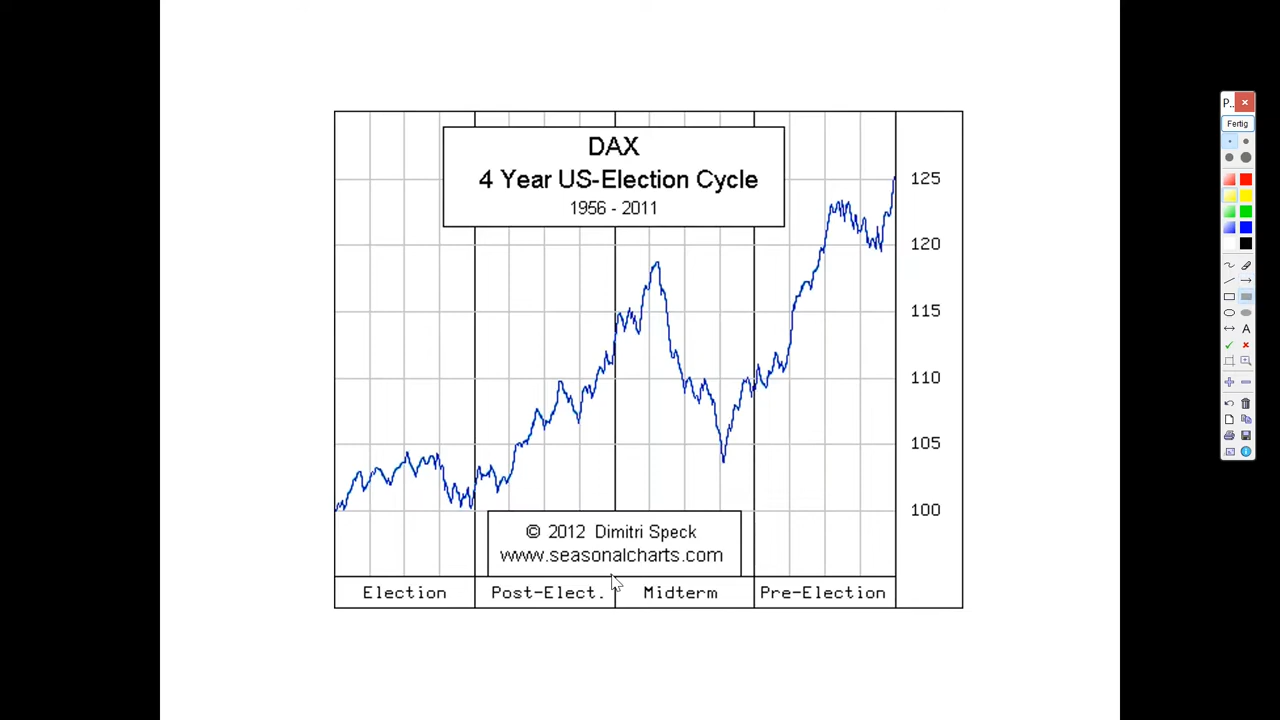 DAX
4 Year US-Election Cycle
1956 - 2011
125
120
115
110
105
100
© 2012 Dimitri Speck
www.seasonalcharts.com
Election Post-Elect. Midterm Pre-Election
P..
Fertig
A